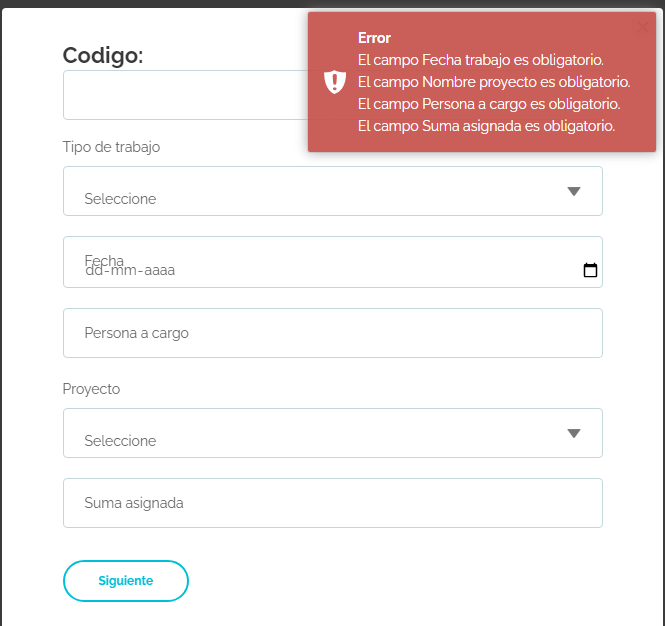 Error
El campo Fecha trabajo es obligatorio.
El campo Nombre proyecto es obligatorio.
El campo Persona a cargo es obligatorio.
El campo Suma asignada es obligatorio.
Codigo:
Tipo de trabajo
Seleccione
Fecha
dd-mm-aaaa
Persona a cargo
Proyecto
Seleccione
Suma asignada
Siguiente